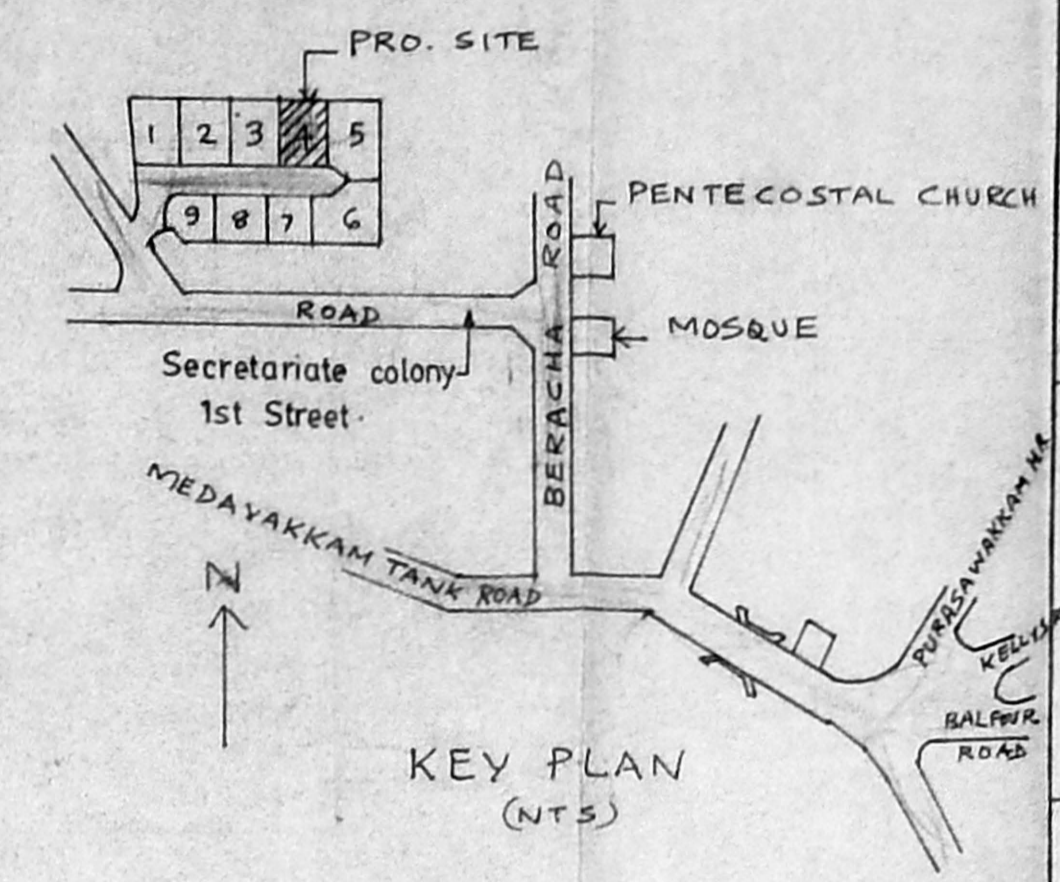 PRO. SITE
1 2 3 4 5
9 8 7 6
PENTECOSTAL CHURCH
ROAD
MOSQUE
BERACHA ROAD
Secretariate colony
1st Street.
MEDAYAKKAM TANK ROAD
N
PURASAWAKKAM HR
KELLYS
BALFOUR
ROAD
KEY PLAN
(NTS)